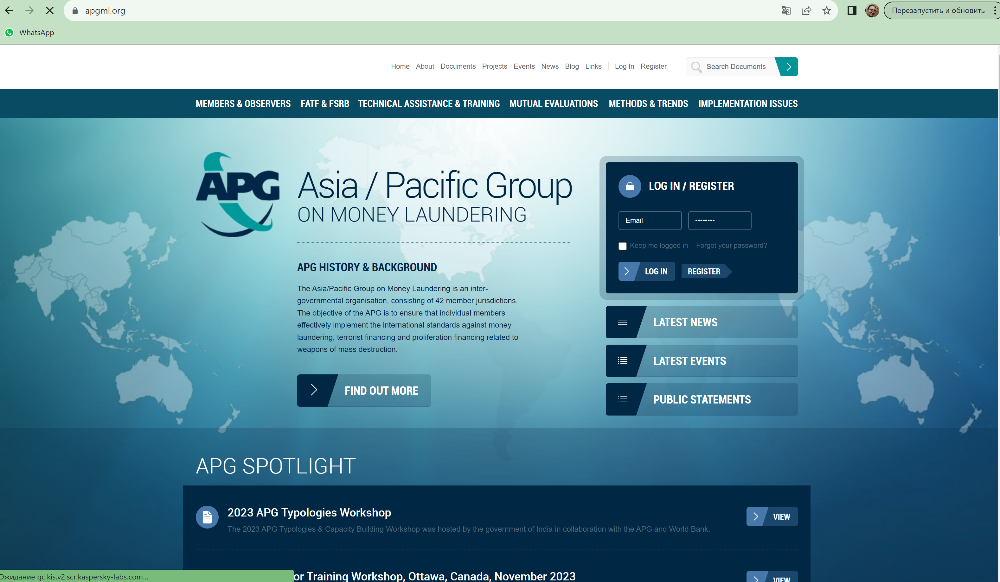 apgml.org
Перезапустить и обновить
WhatsApp
Home About Documents Projects Events News Blog Links Log In Register
Search Documents
MEMBERS & OBSERVERS FATF & FSRB TECHNICAL ASSISTANCE & TRAINING MUTUAL EVALUATIONS METHODS & TRENDS IMPLEMENTATION ISSUES
APG
Asia / Pacific Group
ON MONEY LAUNDERING
APG HISTORY & BACKGROUND
The Asia/Pacific Group on Money Laundering is an inter-
governmental organisation, consisting of 42 member jurisdictions.
The objective of the APG is to ensure that individual members
effectively implement the international standards against money
laundering, terrorist financing and proliferation financing related to
weapons of mass destruction.
FIND OUT MORE
LOG IN / REGISTER
Email ••••••••
Keep me logged in Forgot your password?
LOG IN REGISTER
LATEST NEWS
LATEST EVENTS
PUBLIC STATEMENTS
APG SPOTLIGHT
2023 APG Typologies Workshop
The 2023 APG Typologies & Capacity Building Workshop was hosted by the government of India in collaboration with the APG and World Bank.
VIEW
or Training Workshop, Ottawa, Canada, November 2023
VIEW
Ожидание gc.kis.v2.scr.kaspersky-labs.com...